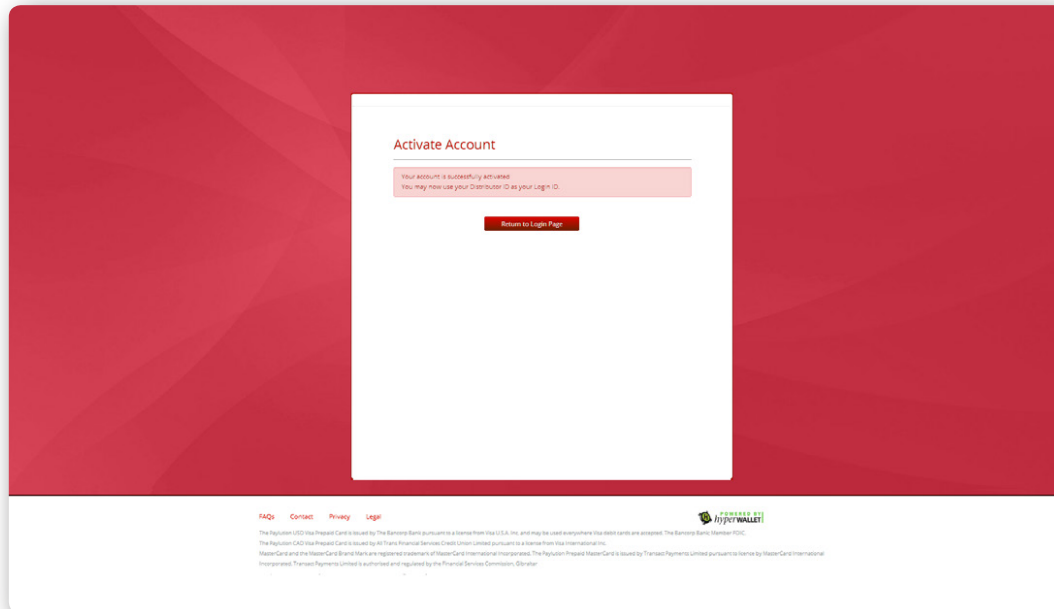 Activate Account
Your account is successfully activated
You may now use your Distributor ID as your Login ID.
Return to Login Page
FAQs Contact Privacy Legal
POWERED BY
hyperWALLET
The Paylution USD Visa Prepaid Card is issued by The Bancorp Bank pursuant to a license from Visa U.S.A. Inc. and may be used everywhere Visa debit cards are accepted. The Bancorp Bank Member FDIC.
The Paylution CAD Visa Prepaid Card is issued by All Trans Financial Services Credit Union Limited pursuant to a license from Visa International Inc.
MasterCard and the MasterCard Brand Mark are registered trademark of MasterCard International Incorporated. The Paylution Prepaid MasterCard is issued by Transact Payments Limited pursuant to license by MasterCard International
Incorporated. Transact Payments Limited is authorized and regulated by the Financial Services Commission, Gibraltar